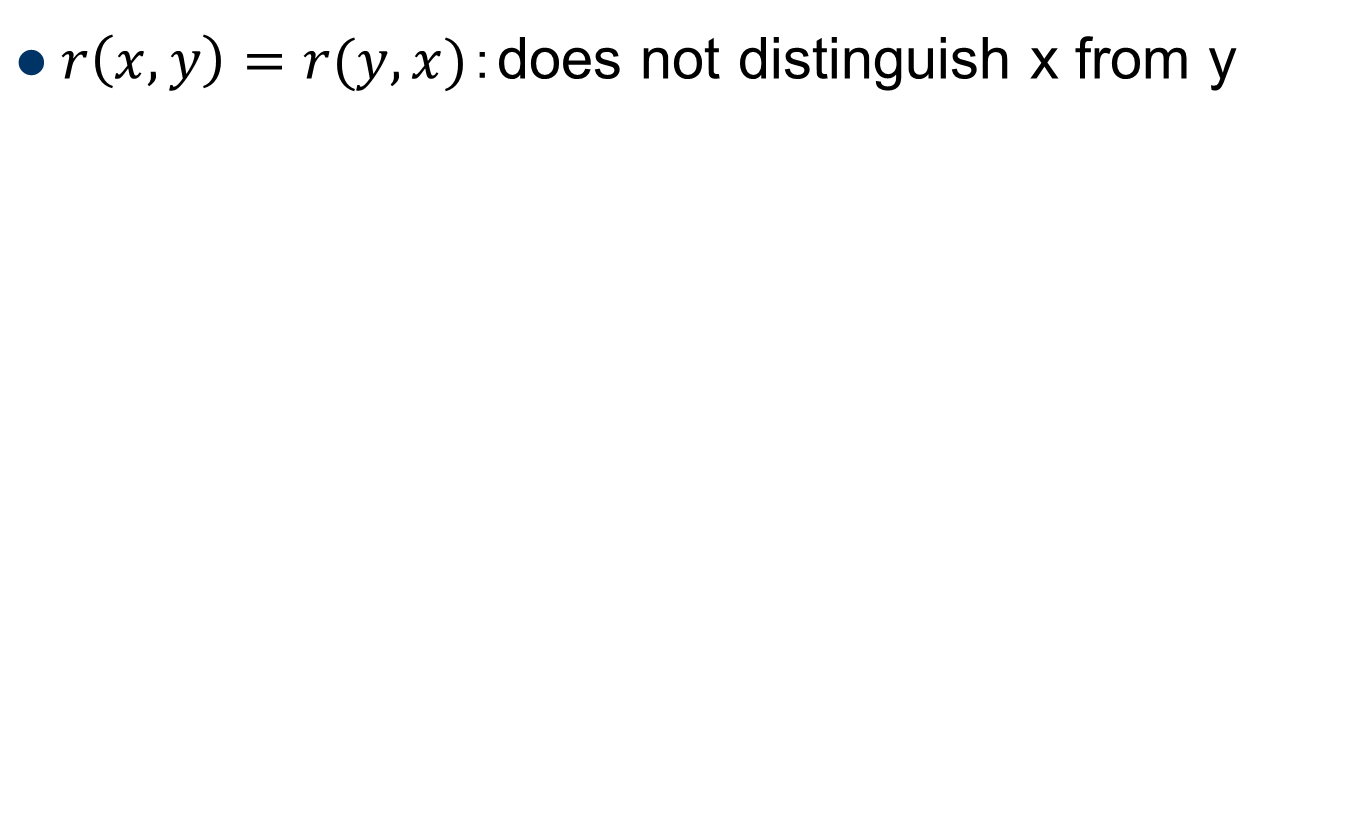 ● r(x, y) = r(y, x): does not distinguish x from y